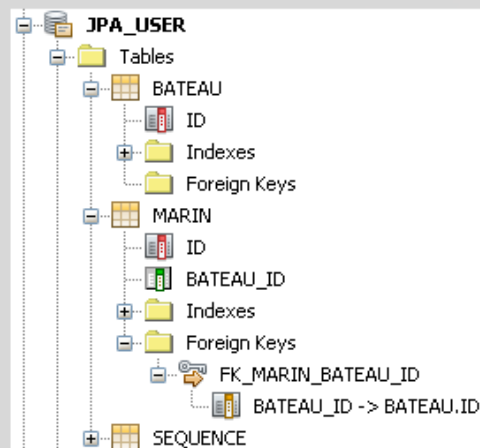 JPA_USER
Tables
BATEAU
ID
Indexes
Foreign Keys
MARIN
ID
BATEAU_ID
Indexes
Foreign Keys
FK_MARIN_BATEAU_ID
BATEAU_ID -> BATEAU.ID
SEQUENCE